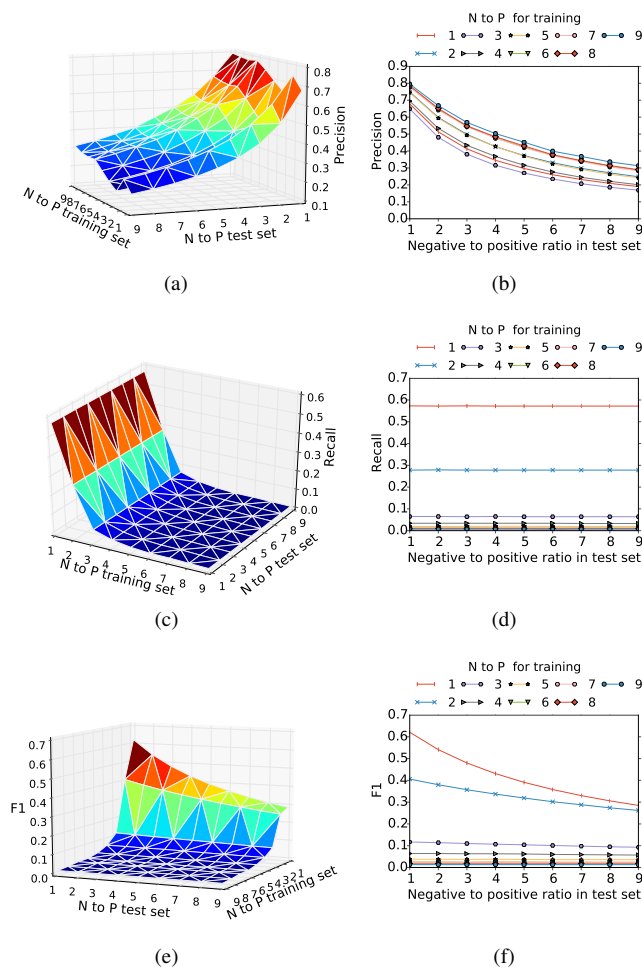 N to P for training
1 3 5 7 9
2 4 6 8
0.8
0.7
0.6
0.5
0.4
0.3
0.2
0.1
Precision
N to P training set
987654321
9 8 7 6 5 4 3 2 1
N to P test set
(a)
0.9
0.8
0.7
0.6
0.5
0.4
0.3
0.2
0.1
0.0
Precision
1 2 3 4 5 6 7 8 9
Negative to positive ratio in test set
(b)
N to P for training
1 3 5 7 9
2 4 6 8
0.6
0.5
0.4
0.3
0.2
0.1
0.0
Recall
1 2 3 4 5 6 7 8 9
N to P training set
1 2 3 4 5 6 7 8 9
N to P test set
(c)
0.7
0.6
0.5
0.4
0.3
0.2
0.1
0.0
Recall
1 2 3 4 5 6 7 8 9
Negative to positive ratio in test set
(d)
N to P for training
1 3 5 7 9
2 4 6 8
0.7
0.6
0.5
0.4
0.3
0.2
0.1
0.0
F1
1 2 3 4 5 6 7 8 9
N to P test set
987654321
N to P training set
(e)
0.7
0.6
0.5
0.4
0.3
0.2
0.1
0.0
F1
1 2 3 4 5 6 7 8 9
Negative to positive ratio in test set
(f)